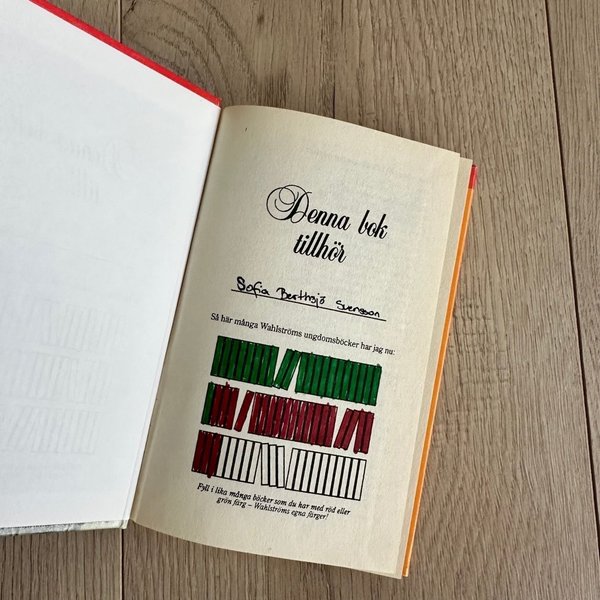 Denna bok
tillhör
Sofia Berthsjö Svensson
Så här många Wahlströms ungdomsböcker har jag nu:
Fyll i lika många böcker som du har med röd eller
grön färg – Wahlströms egna färger!